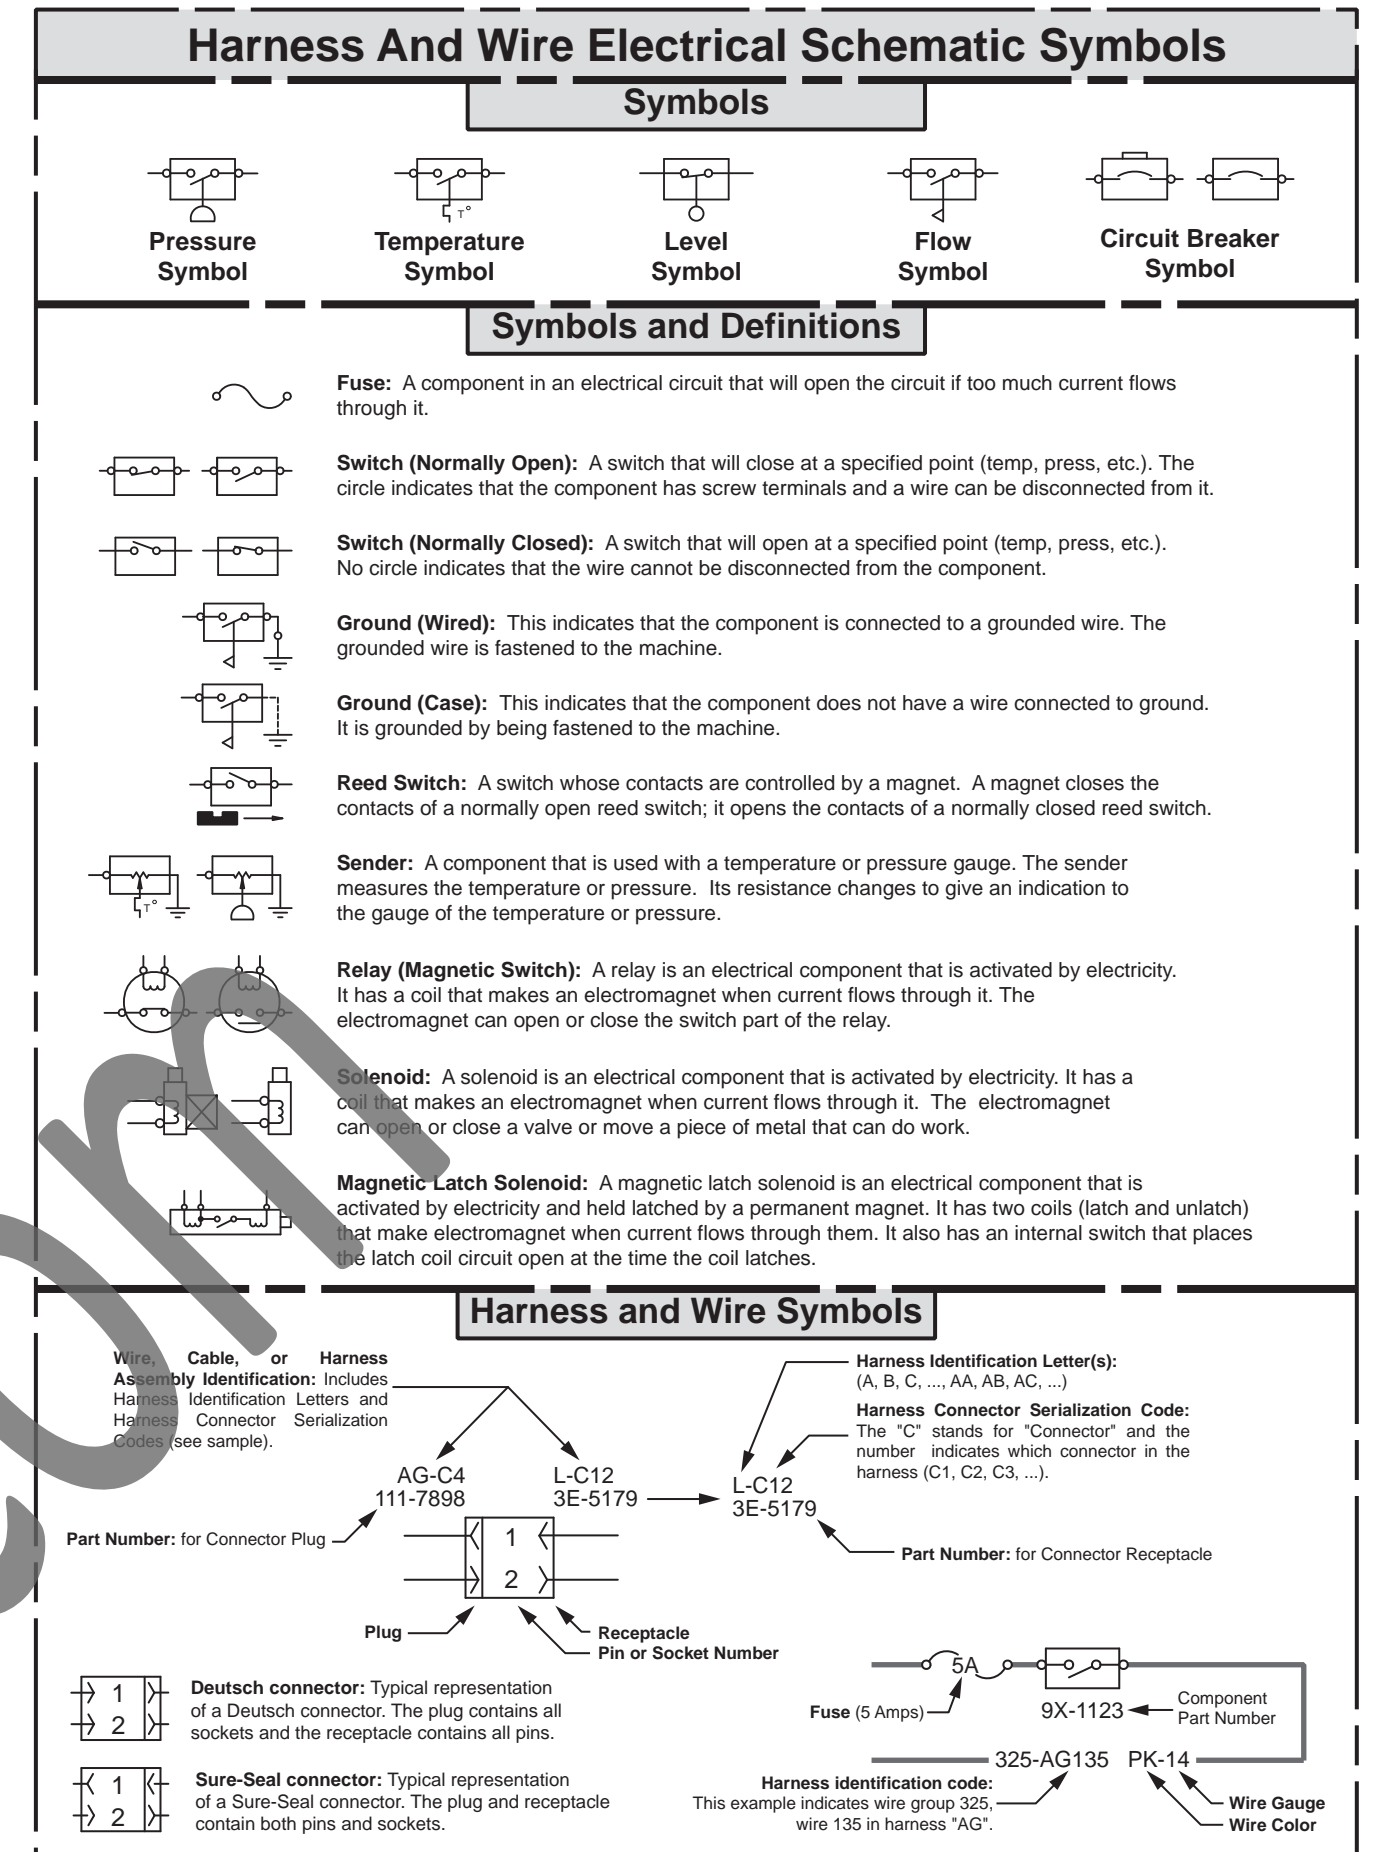 Harness And Wire Electrical Schematic Symbols
Symbols
T°
Pressure
Symbol
Temperature
Symbol
Level
Symbol
Flow
Symbol
Circuit Breaker
Symbol
Symbols and Definitions
Fuse: A component in an electrical circuit that will open the circuit if too much current flows
through it.
Switch (Normally Open): A switch that will close at a specified point (temp, press, etc.). The
circle indicates that the component has screw terminals and a wire can be disconnected from it.
Switch (Normally Closed): A switch that will open at a specified point (temp, press, etc.).
No circle indicates that the wire cannot be disconnected from the component.
Ground (Wired): This indicates that the component is connected to a grounded wire. The
grounded wire is fastened to the machine.
Ground (Case): This indicates that the component does not have a wire connected to ground.
It is grounded by being fastened to the machine.
Reed Switch: A switch whose contacts are controlled by a magnet. A magnet closes the
contacts of a normally open reed switch; it opens the contacts of a normally closed reed switch.
Sender: A component that is used with a temperature or pressure gauge. The sender
measures the temperature or pressure. Its resistance changes to give an indication to
the gauge of the temperature or pressure.
T°
Relay (Magnetic Switch): A relay is an electrical component that is activated by electricity.
It has a coil that makes an electromagnet when current flows through it. The
electromagnet can open or close the switch part of the relay.
Solenoid: A solenoid is an electrical component that is activated by electricity. It has a
coil that makes an electromagnet when current flows through it. The electromagnet
can open or close a valve or move a piece of metal that can do work.
Magnetic Latch Solenoid: A magnetic latch solenoid is an electrical component that is
activated by electricity and held latched by a permanent magnet. It has two coils (latch and unlatch)
that make electromagnet when current flows through them. It also has an internal switch that places
the latch coil circuit open at the time the coil latches.
Harness and Wire Symbols
Wire, Cable, or Harness
Assembly Identification: Includes
Harness Identification Letters and
Harness Connector Serialization
Codes (see sample).
Harness Identification Letter(s):
(A, B, C, ..., AA, AB, AC, ...)
Harness Connector Serialization Code:
The "C" stands for "Connector" and the
number indicates which connector in the
harness (C1, C2, C3, ...).
AG-C4
111-7898
L-C12
3E-5179
L-C12
3E-5179
Part Number: for Connector Plug
Part Number: for Connector Receptacle
1
2
Plug
Receptacle
Pin or Socket Number
1
2
Deutsch connector: Typical representation
of a Deutsch connector. The plug contains all
sockets and the receptacle contains all pins.
1
2
Sure-Seal connector: Typical representation
of a Sure-Seal connector. The plug and receptacle
contain both pins and sockets.
5A
Fuse (5 Amps)
9X-1123
Component
Part Number
325-AG135 PK-14
Harness identification code:
This example indicates wire group 325,
wire 135 in harness "AG".
Wire Gauge
Wire Color
com